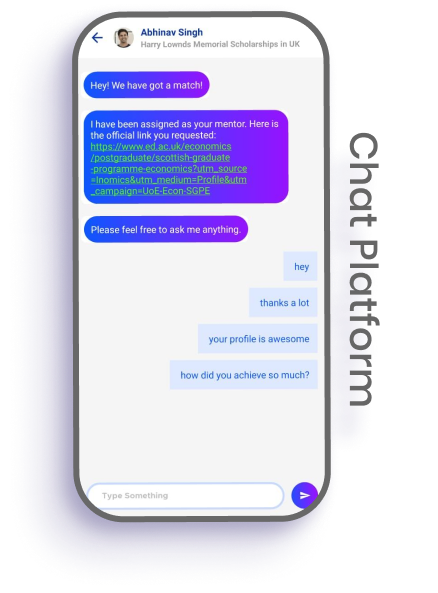 Abhinav Singh
Harry Lownds Memorial Scholarships in UK
Hey! We have got a match!
I have been assigned as your mentor. Here is
the official link you requested:
https://www.ed.ac.uk/economics
/postgraduate/scottish-graduate
-programme-economics?utm_source
=Inomics&utm_medium=Profile&utm
_campaign=UoE-Econ-SGPE
Please feel free to ask me anything.
hey
thanks a lot
your profile is awesome
how did you achieve so much?
Type Something
Chat Platform